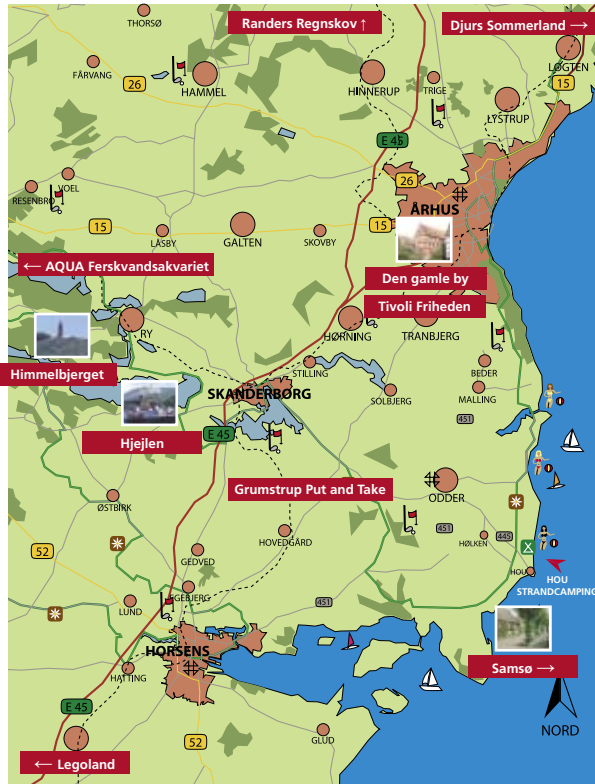 Randers Regnskov ↑
Djurs Sommerland →
THORSØ
FÅRVANG
26
HAMMEL
HINNERUP
TRIGE
LØGTEN
15
LYSTRUP
E 45
26
VOEL
RESENBRO
ÅRHUS
15
LÅSBY
GALTEN
SKOVBY
15
← AQUA Ferskvandsakvariet
Den gamle by
Tivoli Friheden
RY
HØRNING
TRANBJERG
Himmelbjerget
STILLING
BEDER
SKANDERBORG
SOLBJERG
MALLING
451
Hjejlen
E 45
Grumstrup Put and Take
ODDER
ØSTBIRK
HOVEDGÅRD
451
HØLKEN
445
52
GEDVED
HOU
HOU
STRANDCAMPING
EGEBJERG
LUND
451
HORSENS
HATTING
Samsø →
E 45
52
GLUD
NORD
← Legoland